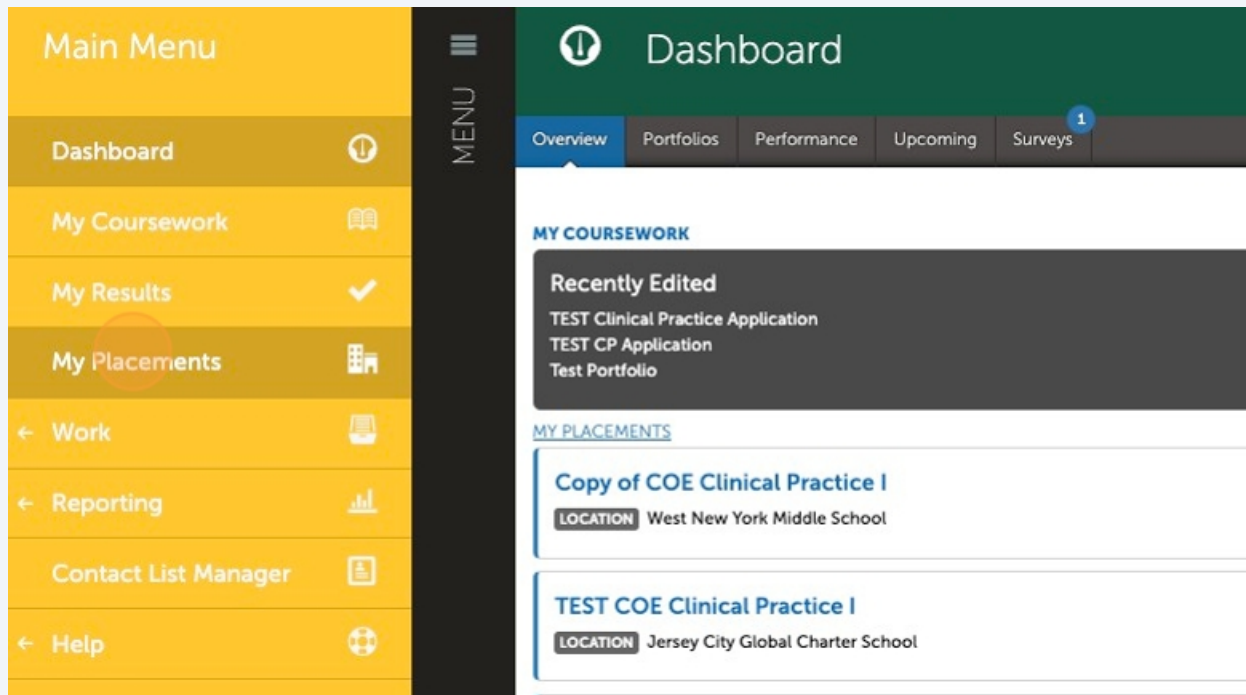 Main Menu
Dashboard
My Coursework
My Results
My Placements
Work
Reporting
Contact List Manager
Help
MENU
Dashboard
Overview Portfolios Performance Upcoming Surveys 1
MY COURSEWORK
Recently Edited
TEST Clinical Practice Application
TEST CP Application
Test Portfolio
MY PLACEMENTS
Copy of COE Clinical Practice I
LOCATION West New York Middle School
TEST COE Clinical Practice I
LOCATION Jersey City Global Charter School